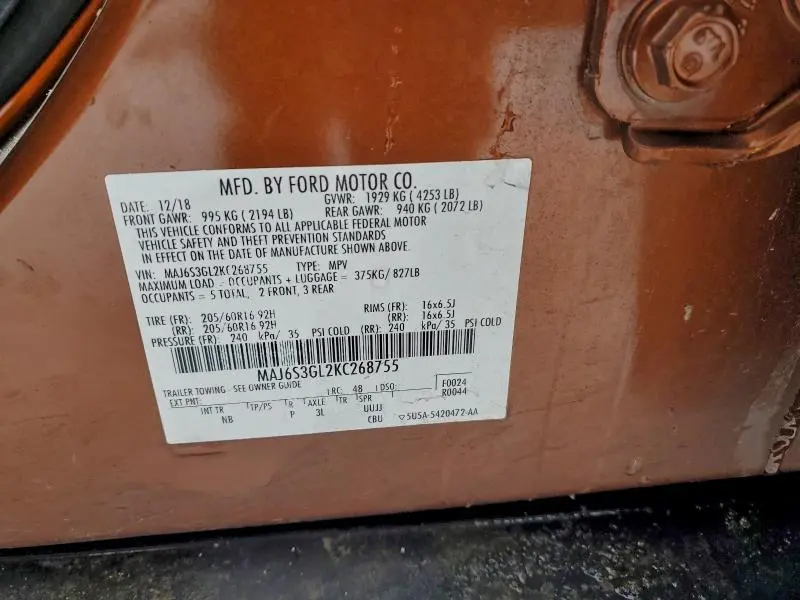 MFD. BY FORD MOTOR CO.
DATE: 12/18 GVWR: 1929 KG ( 4253 LB)
FRONT GAWR: 995 KG ( 2194 LB) REAR GAWR: 940 KG ( 2072 LB)
THIS VEHICLE CONFORMS TO ALL APPLICABLE FEDERAL MOTOR
VEHICLE SAFETY AND THEFT PREVENTION STANDARDS
IN EFFECT ON THE DATE OF MANUFACTURE SHOWN ABOVE.
VIN: MAJ6S3GL2KC268755 TYPE: MPV
MAXIMUM LOAD = OCCUPANTS + LUGGAGE = 375KG/ 827LB
OCCUPANTS = 5 TOTAL, 2 FRONT, 3 REAR
TIRE (FR): 205/60R16 92H RIMS (FR): 16x6.5J
(RR): 205/60R16 92H (RR): 16x6.5J
PRESSURE (FR): 240 kPa/ 35 PSI COLD (RR): 240 kPa/ 35 PSI COLD
MAJ6S3GL2KC268755
TRAILER TOWING - SEE OWNER GUIDE RC: 48 DSO: F0024
EXT PNT: R0044
INT TR TP/PS R AXLE TR SPR
NB P 3L UUJJ
CBU 5U5A-5420472-AA